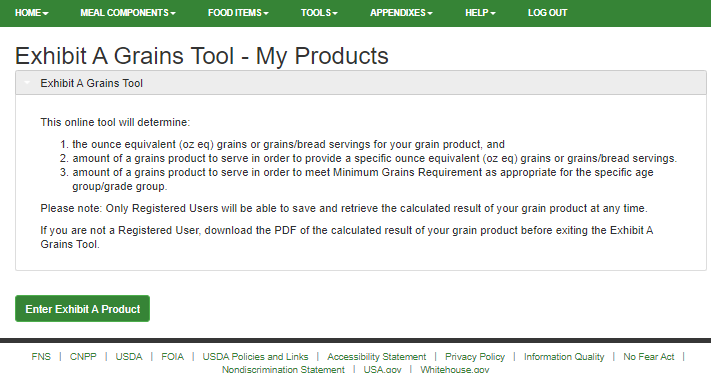 HOME MEAL COMPONENTS FOOD ITEMS TOOLS APPENDIXES HELP LOG OUT
Exhibit A Grains Tool - My Products
Exhibit A Grains Tool
This online tool will determine:
1. the ounce equivalent (oz eq) grains or grains/bread servings for your grain product, and
2. amount of a grains product to serve in order to provide a specific ounce equivalent (oz eq) grains or grains/bread servings.
3. amount of a grains product to serve in order to meet Minimum Grains Requirement as appropriate for the specific age
group/grade group.
Please note: Only Registered Users will be able to save and retrieve the calculated result of your grain product at any time.
If you are not a Registered User, download the PDF of the calculated result of your grain product before exiting the Exhibit A
Grains Tool.
Enter Exhibit A Product
FNS | CNPP | USDA | FOIA | USDA Policies and Links | Accessibility Statement | Privacy Policy | Information Quality | No Fear Act |
Nondiscrimination Statement | USA.gov | Whitehouse.gov